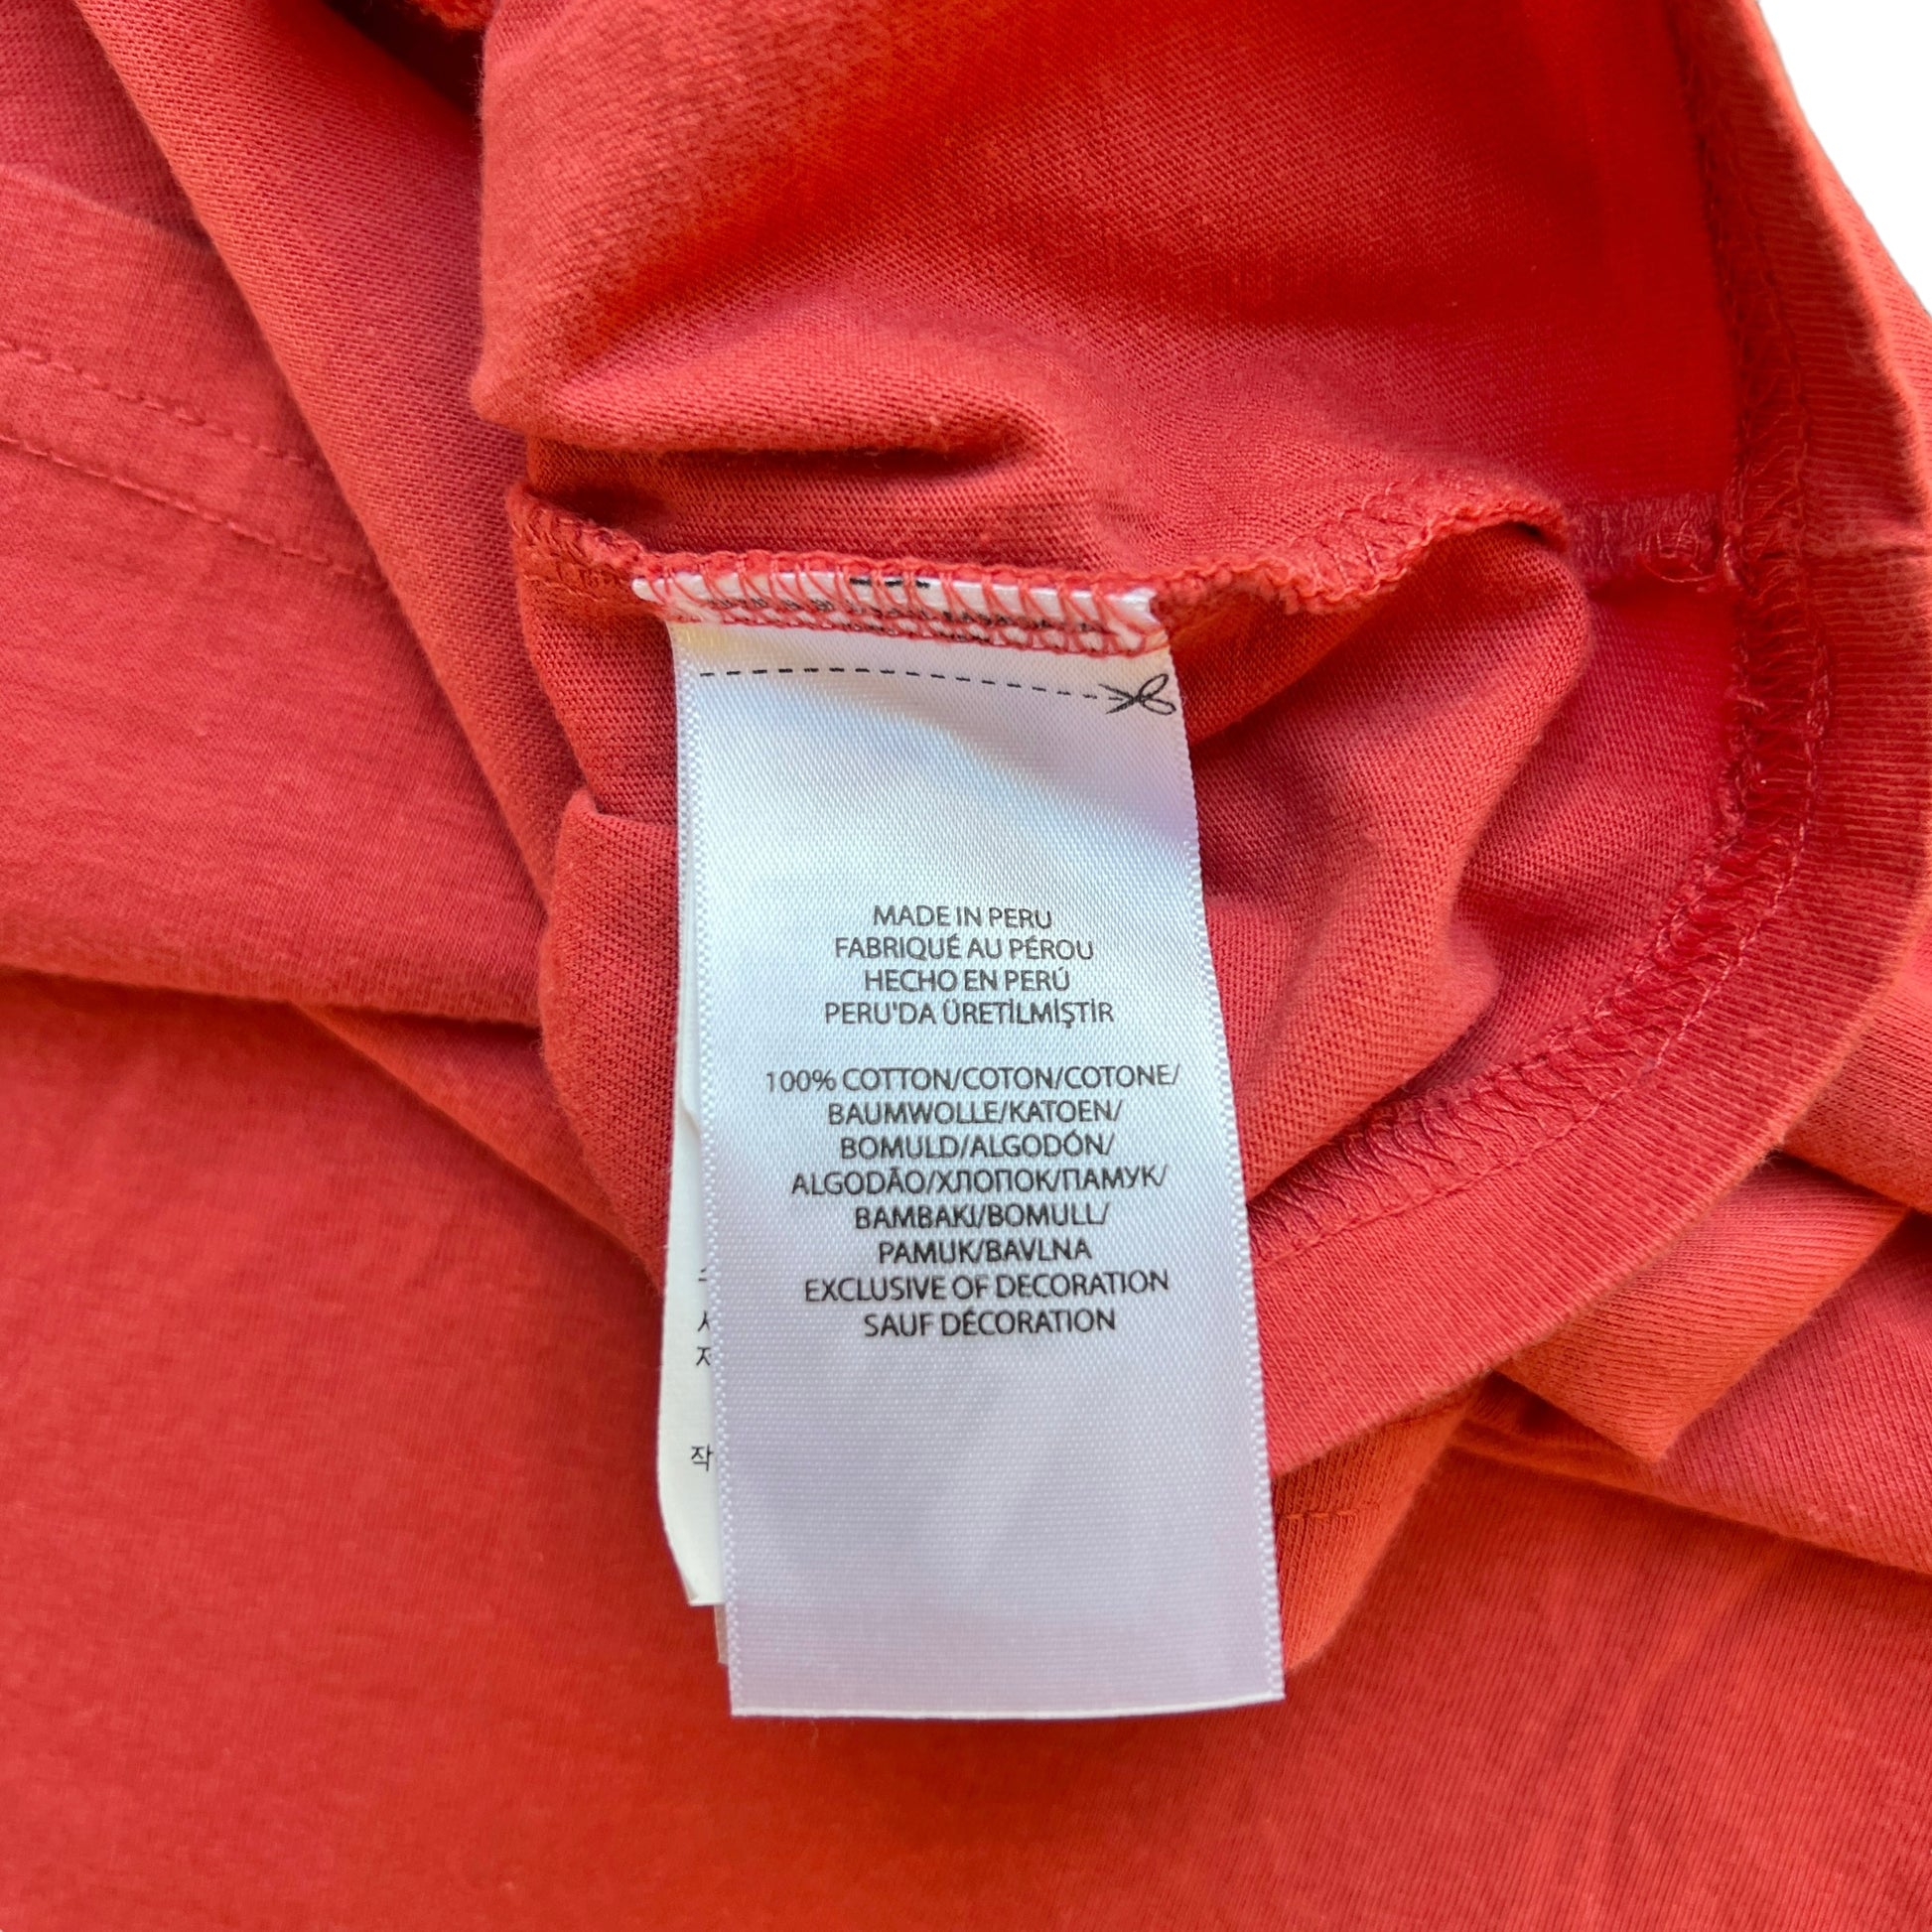 MADE IN PERU
FABRIQUÉ AU PÉROU
HECHO EN PERÚ
PERU'DA ÜRETİLMİŞTİR
100% COTTON/COTON/COTONE/
BAUMWOLLE/KATOEN/
BOMULD/ALGODÓN/
ALGODÃO/ХЛОПОК/ПАМУК/
BAMBAKI/BOMULL/
PAMUK/BAVLNA
EXCLUSIVE OF DECORATION
SAUF DÉCORATION
작